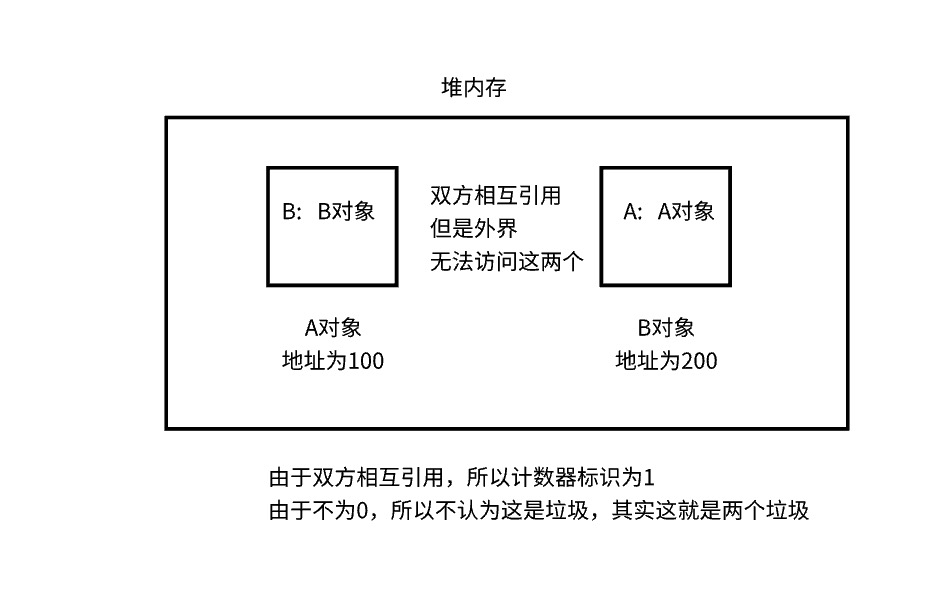 堆内存
B: B对象
双方相互引用
但是外界
无法访问这两个
A: A对象
A对象
地址为100
B对象
地址为200
由于双方相互引用，所以计数器标识为1
由于不为0，所以不认为这是垃圾，其实这就是两个垃圾